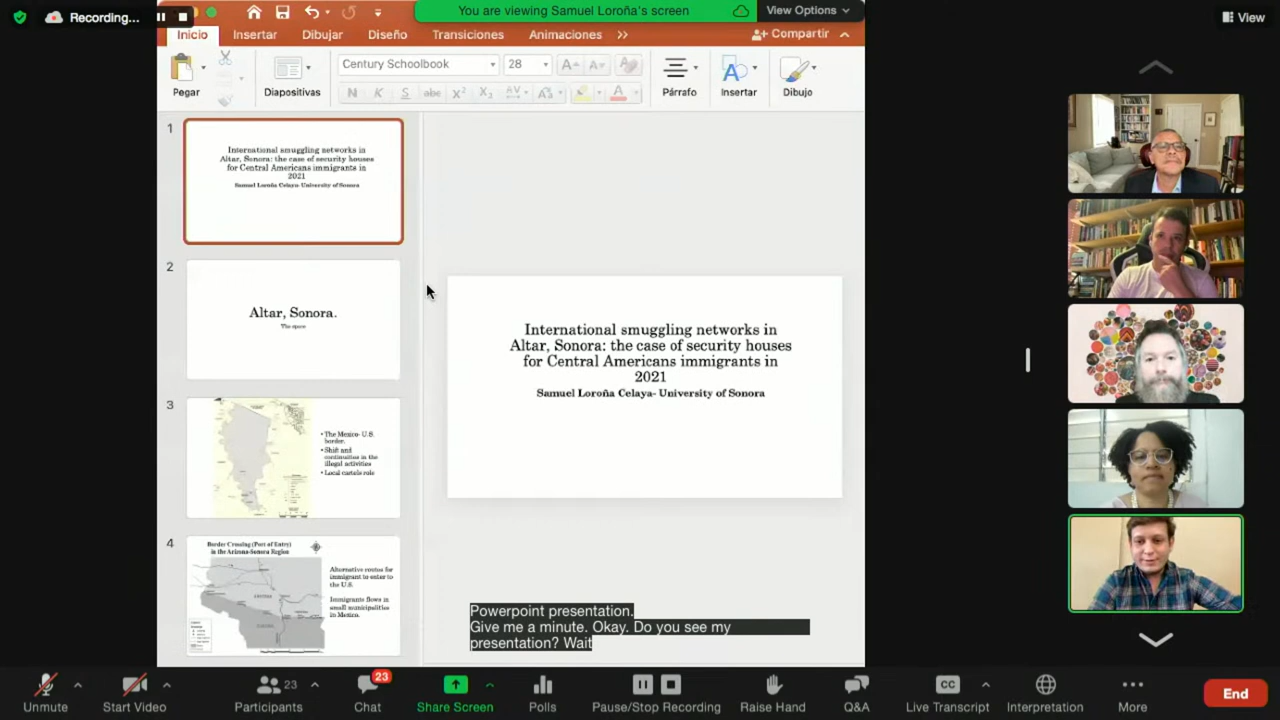 Recording...
You are viewing Samuel Loroña's screen
View Options
View
Inicio
Insertar
Dibujar
Diseño
Transiciones
Animaciones
>>
Compartir
Pegar
Diapositivas
Century Schoolbook
28
N K S abc X² X₂ AV
Párrafo
Insertar
Dibujo
1
International smuggling networks in
Altar, Sonora: the case of security houses
for Central Americans immigrants in
2021
Samuel Loroña Celaya- University of Sonora
2
Altar, Sonora.
The space
3
• The Mexico- U.S.
border.
• Shift and
continuities in the
illegal activities
• Local cartels role
4
Border Crossing (Port of Entry)
in the Arizona-Sonora Region
Alternative routes for
immigrant to enter to
the U.S.
Immigrants flows in
small municipalities
in Mexico.
International smuggling networks in
Altar, Sonora: the case of security houses
for Central Americans immigrants in
2021
Samuel Loroña Celaya- University of Sonora
Powerpoint presentation.
Give me a minute. Okay. Do you see my
presentation? Wait
Unmute
Start Video
23
Participants
23
Chat
Share Screen
Polls
Pause/Stop Recording
Raise Hand
Q&A
CC
Live Transcript
Interpretation
More
End